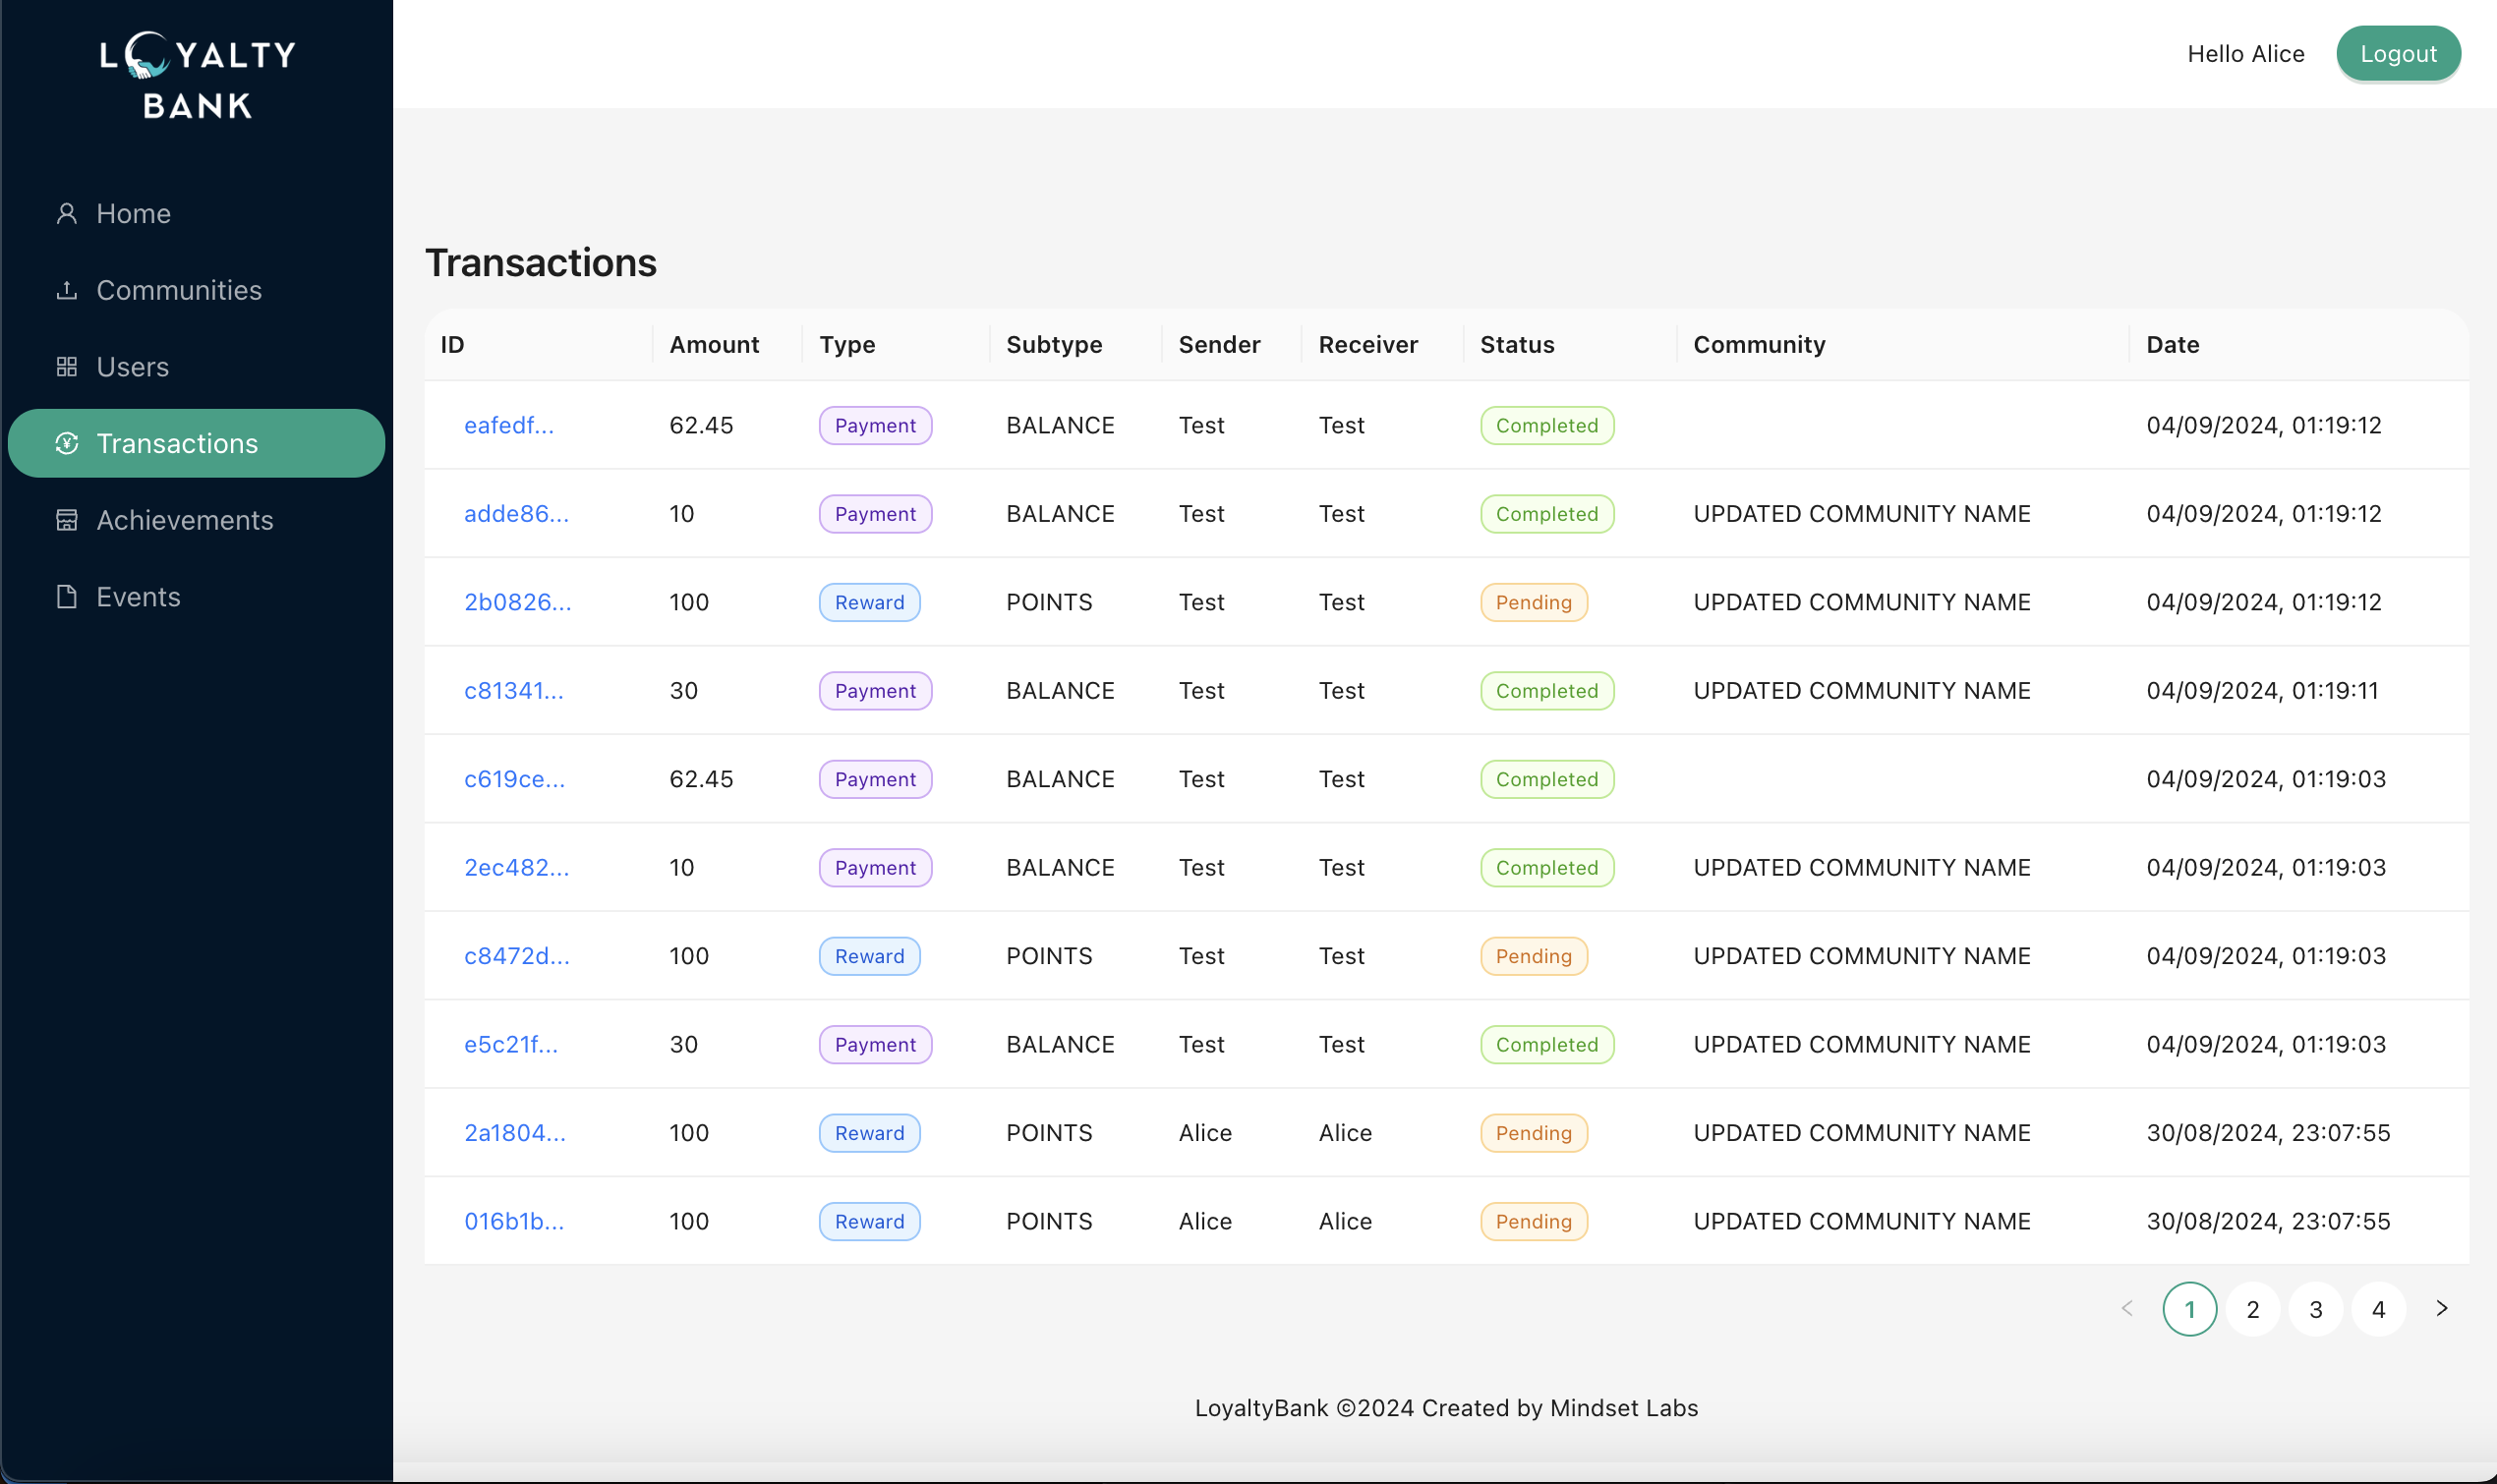 LOYALTY
BANK
Hello Alice
Logout
Home
Communities
Users
Transactions
Achievements
Events
Transactions
ID Amount Type Subtype Sender Receiver Status Community Date
eafedf... 62.45 Payment BALANCE Test Test Completed 04/09/2024, 01:19:12
adde86... 10 Payment BALANCE Test Test Completed UPDATED COMMUNITY NAME 04/09/2024, 01:19:12
2b0826... 100 Reward POINTS Test Test Pending UPDATED COMMUNITY NAME 04/09/2024, 01:19:12
c81341... 30 Payment BALANCE Test Test Completed UPDATED COMMUNITY NAME 04/09/2024, 01:19:11
c619ce... 62.45 Payment BALANCE Test Test Completed 04/09/2024, 01:19:03
2ec482... 10 Payment BALANCE Test Test Completed UPDATED COMMUNITY NAME 04/09/2024, 01:19:03
c8472d... 100 Reward POINTS Test Test Pending UPDATED COMMUNITY NAME 04/09/2024, 01:19:03
e5c21f... 30 Payment BALANCE Test Test Completed UPDATED COMMUNITY NAME 04/09/2024, 01:19:03
2a1804... 100 Reward POINTS Alice Alice Pending UPDATED COMMUNITY NAME 30/08/2024, 23:07:55
016b1b... 100 Reward POINTS Alice Alice Pending UPDATED COMMUNITY NAME 30/08/2024, 23:07:55
< 1 2 3 4 >
LoyaltyBank ©2024 Created by Mindset Labs